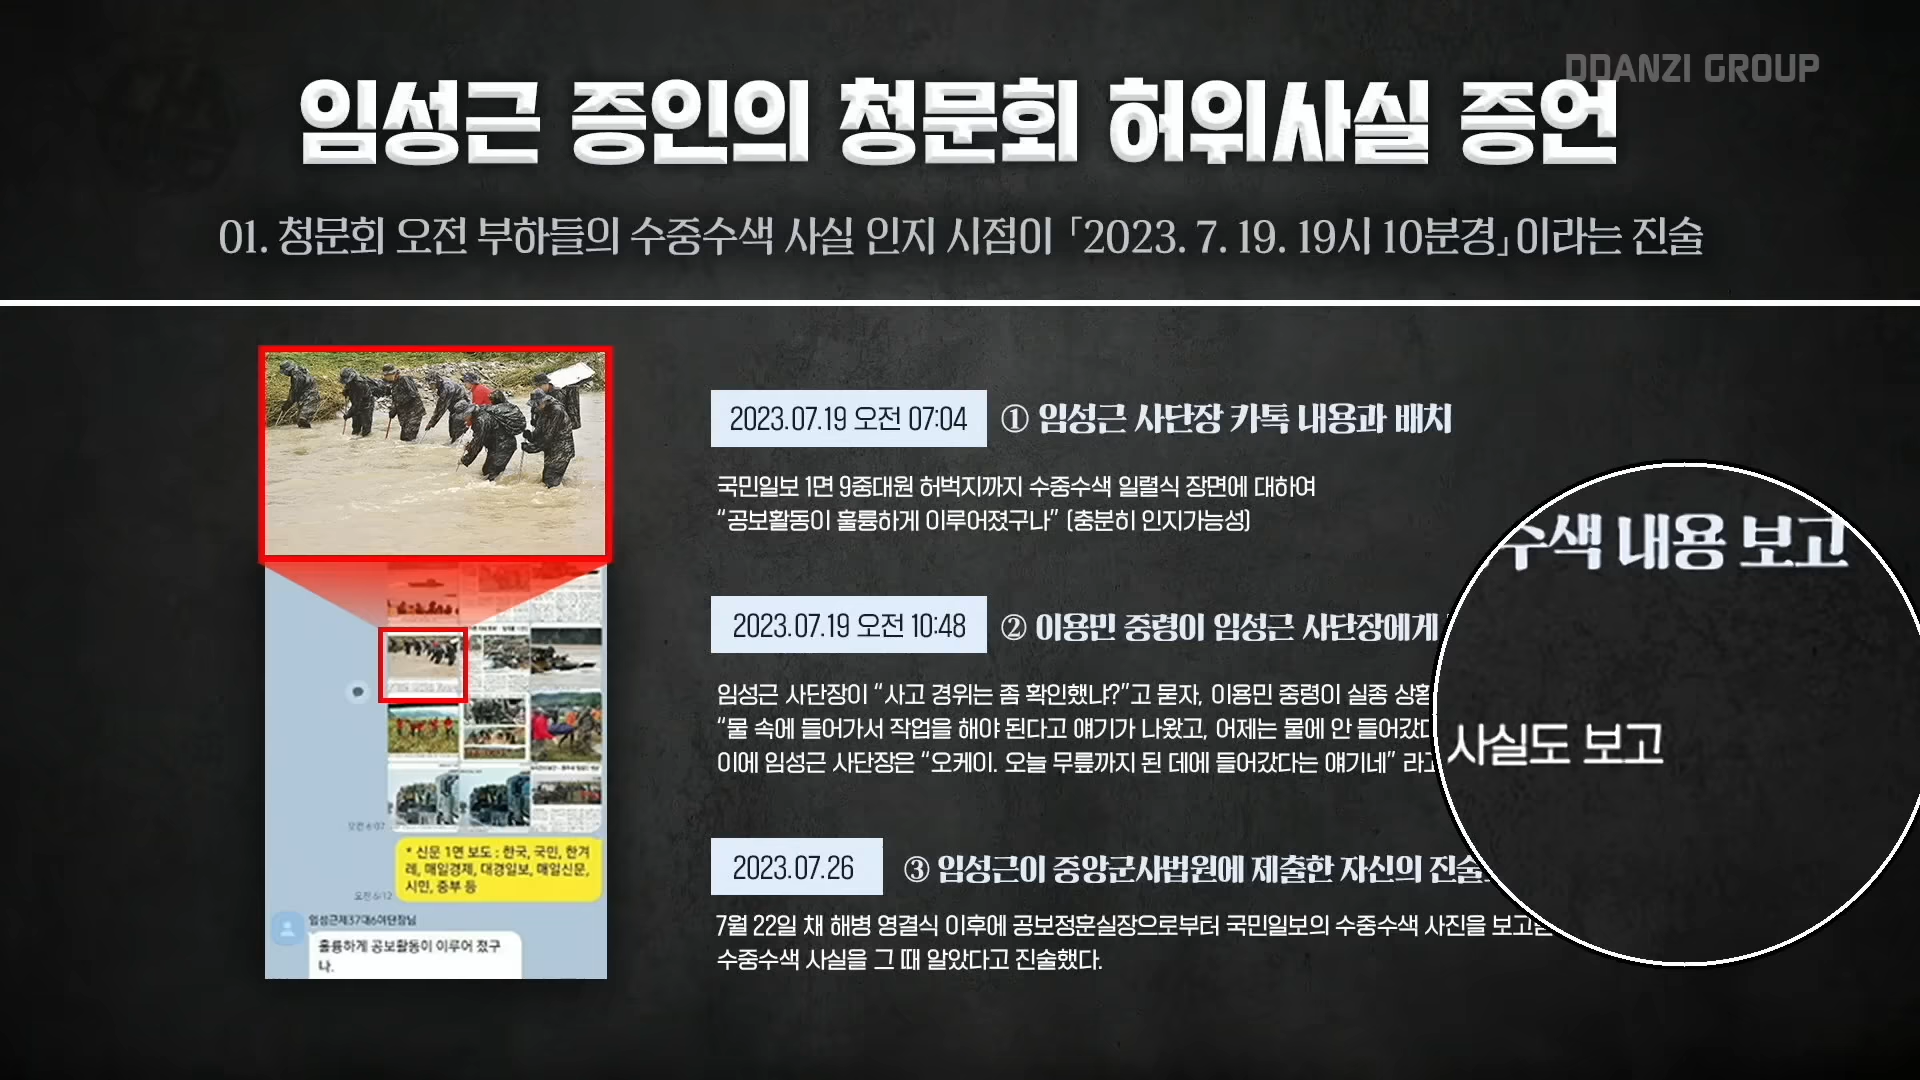 DDANZI GROUP
임성근 증인의 청문회 허위사실 증언
01. 청문회 오전 부하들의 수중수색 사실 인지 시점이 「2023. 7. 19. 19시 10분경」이라는 진술
2023.07.19 오전 07:04
① 임성근 사단장 카톡 내용과 배치
국민일보 1면 9중대원 허벅지까지 수중수색 일렬식 장면에 대하여
“공보활동이 훌륭하게 이루어졌구나” (충분히 인지가능성)
2023.07.19 오전 10:48
② 이용민 중령이 임성근 사단장에게
수색 내용 보고
임성근 사단장이 “사고 경위는 좀 확인했냐?”고 묻자, 이용민 중령이 실종 상황
“물 속에 들어가서 작업을 해야 된다고 얘기가 나왔고, 어제는 물에 안 들어갔다
이에 임성근 사단장은 “오케이. 오늘 무릎까지 된 데에 들어갔다는 얘기네” 라고
사실도 보고
2023.07.26
③ 임성근이 중앙군사법원에 제출한 자신의 진술
7월 22일 채 해병 영결식 이후에 공보정훈실장으로부터 국민일보의 수중수색 사진을 보고
수중수색 사실을 그 때 알았다고 진술했다.
오전 6:07
* 신문 1면 보도 : 한국, 국민, 한겨
레, 매일경제, 대경일보, 매일신문,
시민, 중부 등
오전 6:12
훌륭하게 공보활동이 이루어 졌구
나.